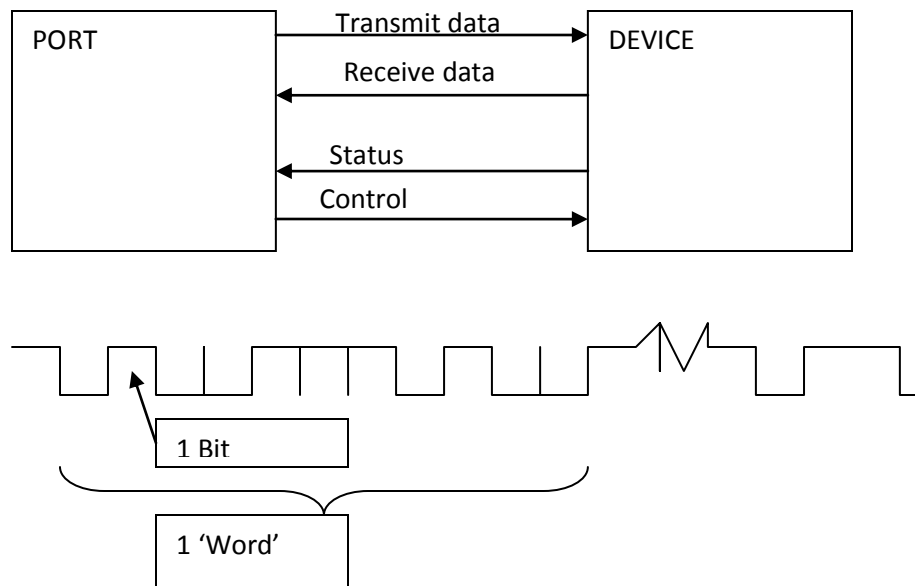 PORT
Transmit data
DEVICE
Receive data
Status
Control
1 Bit
1 ‘Word’